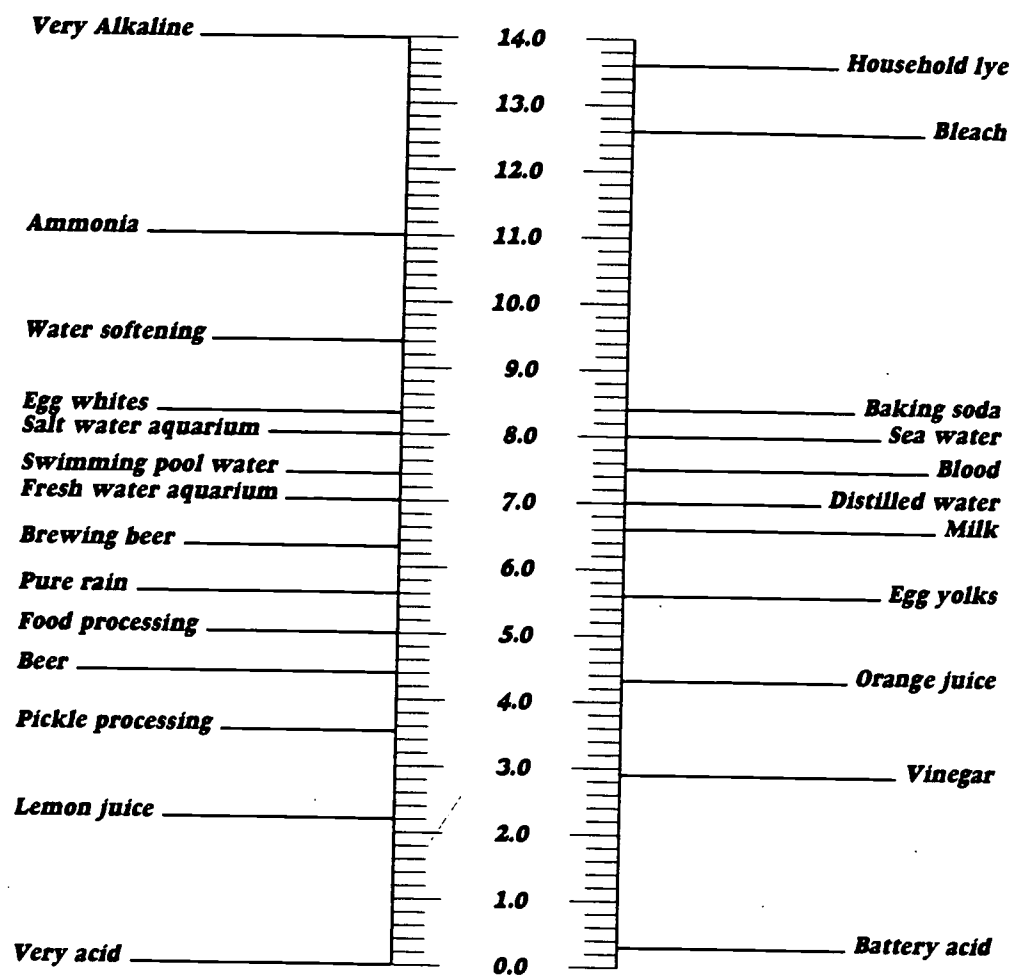 Very Alkaline
14.0
Household lye
13.0
Bleach
12.0
Ammonia
11.0
10.0
Water softening
9.0
Egg whites
Baking soda
Salt water aquarium
8.0
Sea water
Swimming pool water
Blood
Fresh water aquarium
7.0
Distilled water
Brewing beer
Milk
6.0
Pure rain
Egg yolks
Food processing
5.0
Beer
Orange juice
4.0
Pickle processing
3.0
Vinegar
Lemon juice
2.0
1.0
Very acid
Battery acid
0.0